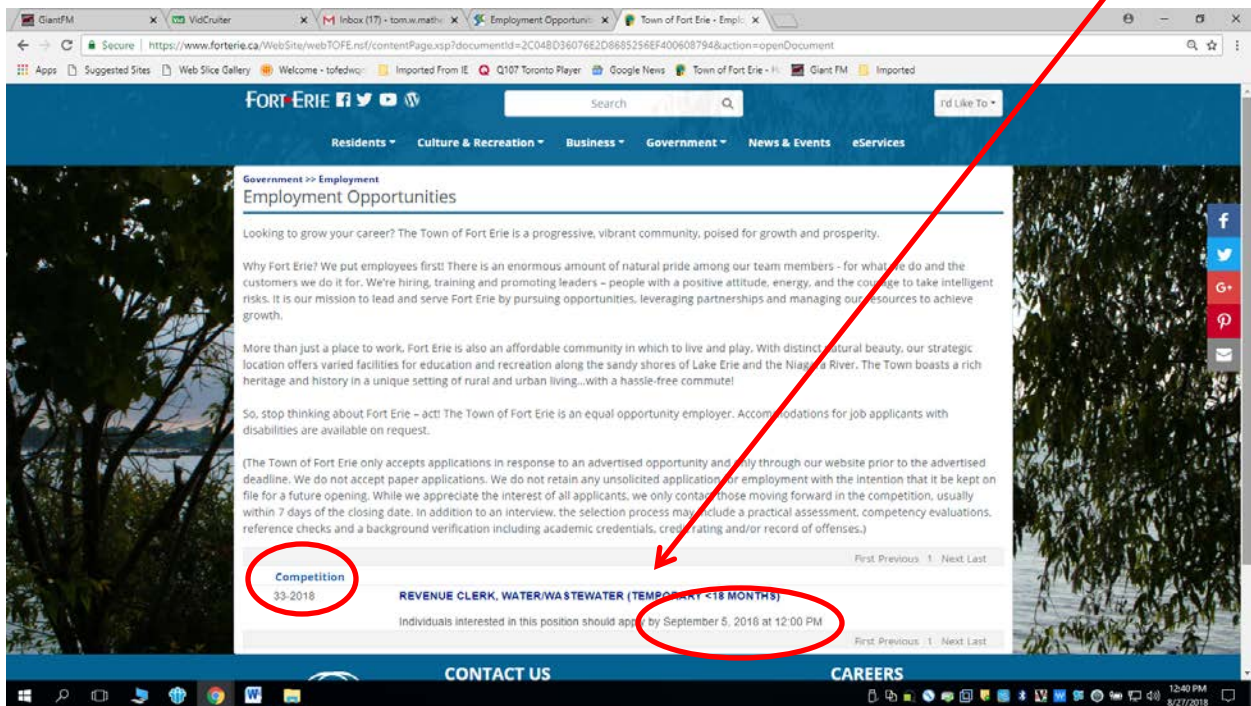 GiantFM
VidCruiter
Inbox (17) - tom.w.mathe
Employment Opportuniti
Town of Fort Erie - Emplo
Secure https://www.forterie.ca/WebSite/webTOFE.nsf/contentPage.xsp?documentId=2C04BD36076E2D8685256EF4006087948&action=openDocument
Apps Suggested Sites Web Slice Gallery Welcome - tofedwq Imported From IE Q107 Toronto Player Google News Town of Fort Erie - H Giant FM Imported
FORT ERIE
Search
I'd Like To
Residents Culture & Recreation Business Government News & Events eServices
Government >> Employment
Employment Opportunities
Looking to grow your career? The Town of Fort Erie is a progressive, vibrant community, poised for growth and prosperity.
Why Fort Erie? We put employees first! There is an enormous amount of natural pride among our team members - for what we do and the
customers we do it for. We're hiring, training and promoting leaders – people with a positive attitude, energy, and the courage to take intelligent
risks. It is our mission to lead and serve Fort Erie by pursuing opportunities, leveraging partnerships and managing our resources to achieve
growth.
More than just a place to work, Fort Erie is also an affordable community in which to live and play. With distinct natural beauty, our strategic
location offers varied facilities for education and recreation along the sandy shores of Lake Erie and the Niagara River. The Town boasts a rich
heritage and history in a unique setting of rural and urban living...with a hassle-free commute!
So, stop thinking about Fort Erie – act! The Town of Fort Erie is an equal opportunity employer. Accommodations for job applicants with
disabilities are available on request.
(The Town of Fort Erie only accepts applications in response to an advertised opportunity and only through our website prior to the advertised
deadline. We do not accept paper applications. We do not retain any unsolicited application for employment with the intention that it be kept on
file for a future opening. While we appreciate the interest of all applicants, we only contact those moving forward in the competition, usually
within 7 days of the closing date. In addition to an interview, the selection process may include a practical assessment, competency evaluations,
reference checks and a background verification including academic credentials, credit rating and/or record of offenses.)
First Previous 1 Next Last
Competition
33-2018 REVENUE CLERK, WATER/WASTEWATER (TEMPORARY <18 MONTHS)
Individuals interested in this position should apply by September 5, 2018 at 12:00 PM
First Previous 1 Next Last
CONTACT US CAREERS
12:40 PM
8/27/2018